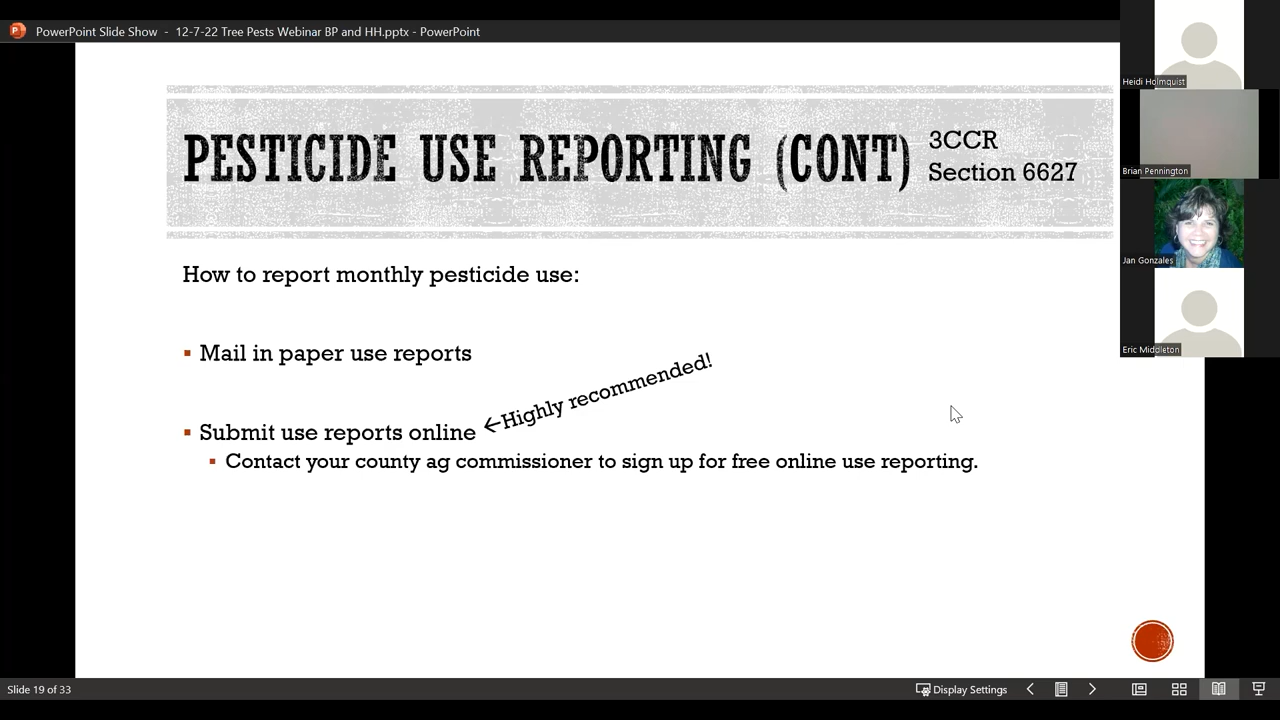 PowerPoint Slide Show - 12-7-22 Tree Pests Webinar BP and HH.pptx - PowerPoint
Heidi Holmquist
Brian Pennington
Jan Gonzales
Eric Middleton
PESTICIDE USE REPORTING (CONT)
3CCR
Section 6627
How to report monthly pesticide use:
▪ Mail in paper use reports
←Highly recommended!
▪ Submit use reports online
▪ Contact your county ag commissioner to sign up for free online use reporting.
Slide 19 of 33
Display Settings